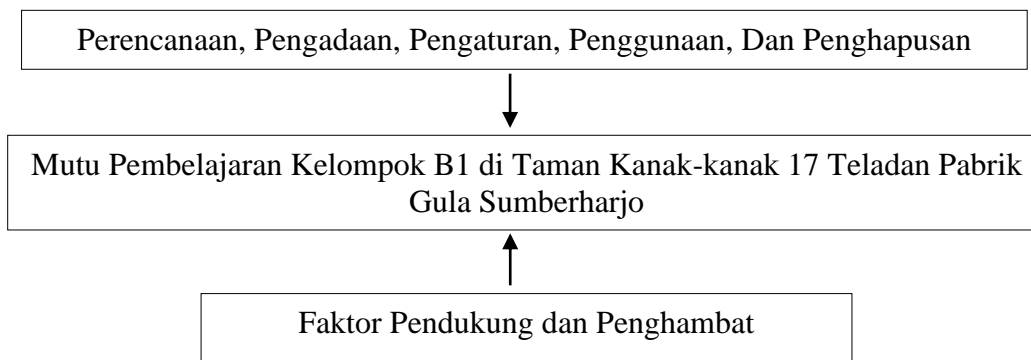 Perencanaan, Pengadaan, Pengaturan, Penggunaan, Dan Penghapusan
Mutu Pembelajaran Kelompok B1 di Taman Kanak-kanak 17 Teladan Pabrik
Gula Sumberharjo
Faktor Pendukung dan Penghambat